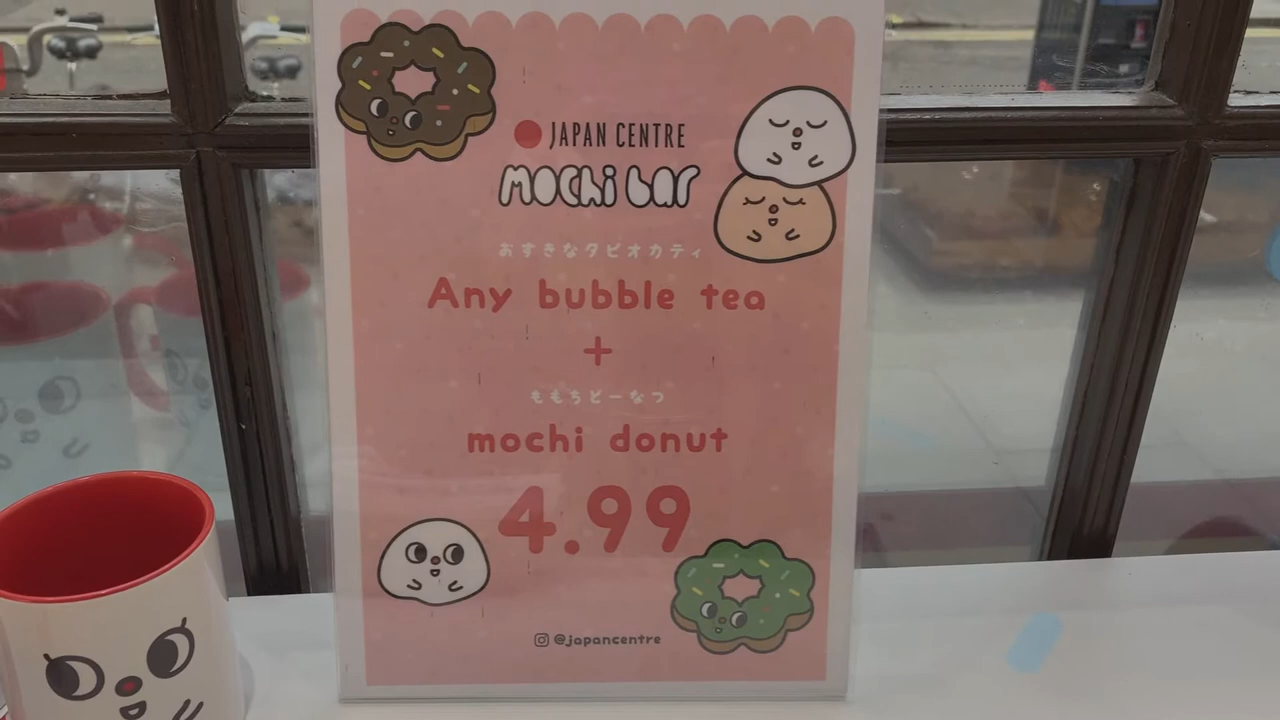 JAPAN CENTRE
mochi bar
おすきなタピオカティ
Any bubble tea
+
ももちどーなつ
mochi donut
4.99
@japancentre